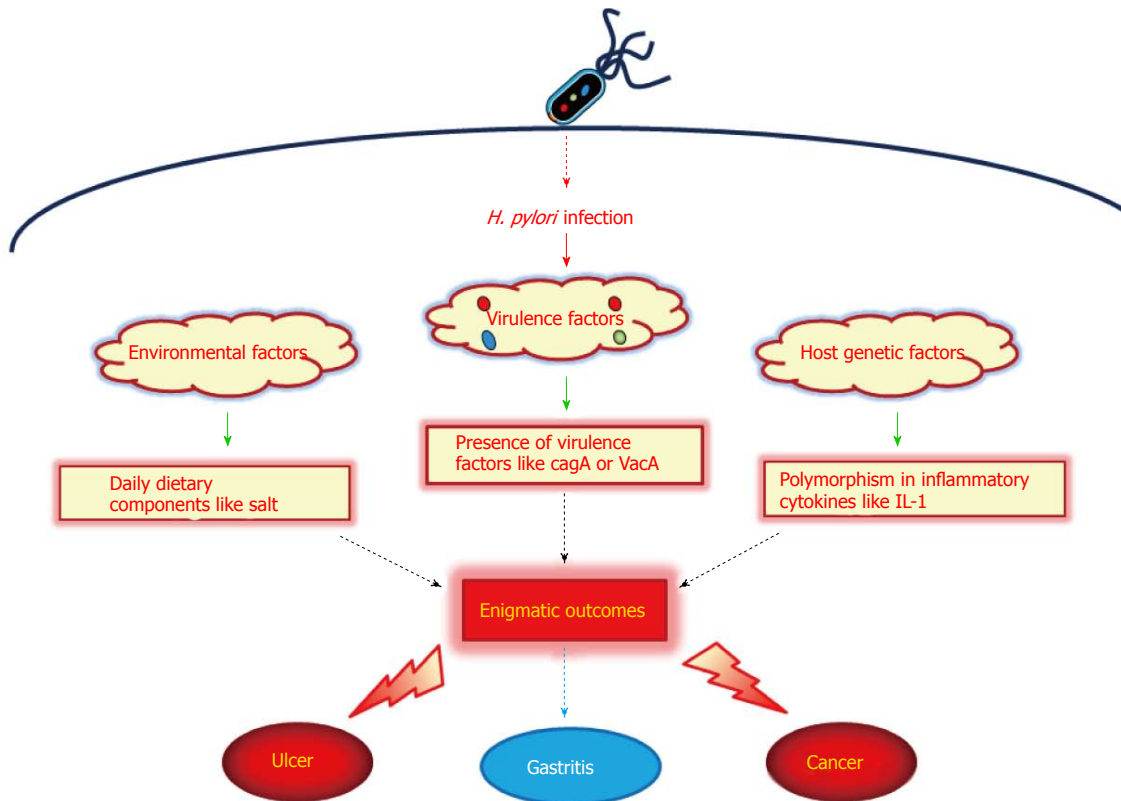 H. pylori infection
Virulence factors
Environmental factors
Host genetic factors
Presence of virulence
factors like cagA or VacA
Daily dietary
components like salt
Polymorphism in inflammatory
cytokines like IL-1
Enigmatic outcomes
Ulcer
Gastritis
Cancer